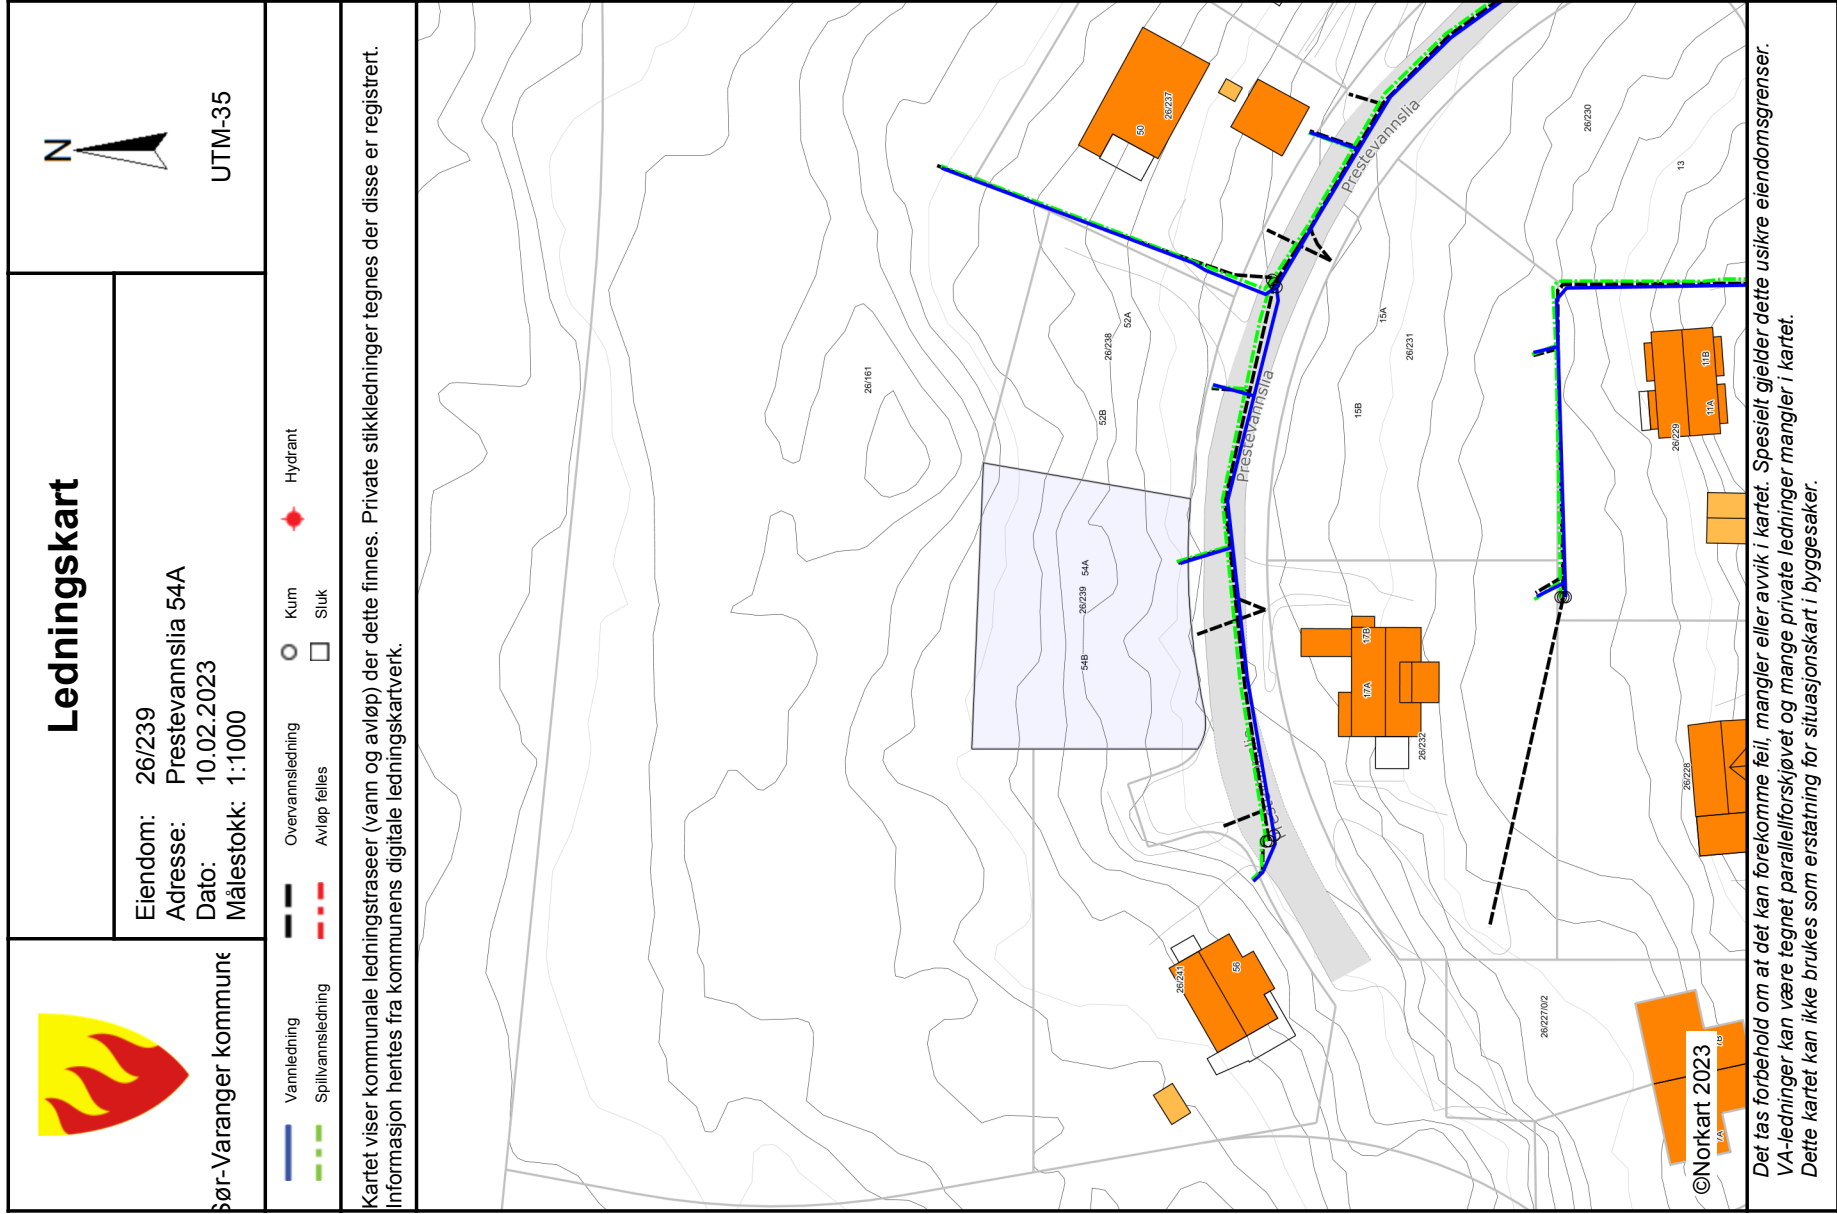 Ledningskart
Eiendom: 26/239
Adresse: Prestevannslia 54A
Dato: 10.02.2023
Målestokk: 1:1000
N
UTM-35
Sør-Varanger kommune
Vannledning
Overvannsledning
Kum
Hydrant
Spillvannsledning
Avløp felles
Sluk
Kartet viser kommunale ledningstraseer (vann og avløp) der dette finnes. Private stikledninger tegnes der disse er registrert.
Informasjon hentes fra kommunens digitale ledningskartverk.
26/161
50
26/237
52A
26/238
52B
54A
26/239
54B
Prestevannslia
Prestevannslia
26/230
13
15A
26/231
15B
11B
11A
26/229
17B
17A
26/232
26/228
26/241
56
26/227/0/2
7B
7A
©Norkart 2023
Det tas forbehold om at det kan forekomme feil, mangler eller avvik i kartet. Spesielt gjelder dette usikre eiendomsgrenser.
VA-ledninger kan være tegnet parallellforskjøvet og mange private ledninger mangler i kartet.
Dette kartet kan ikke brukes som erstatning for situasjonskart i byggesaker.